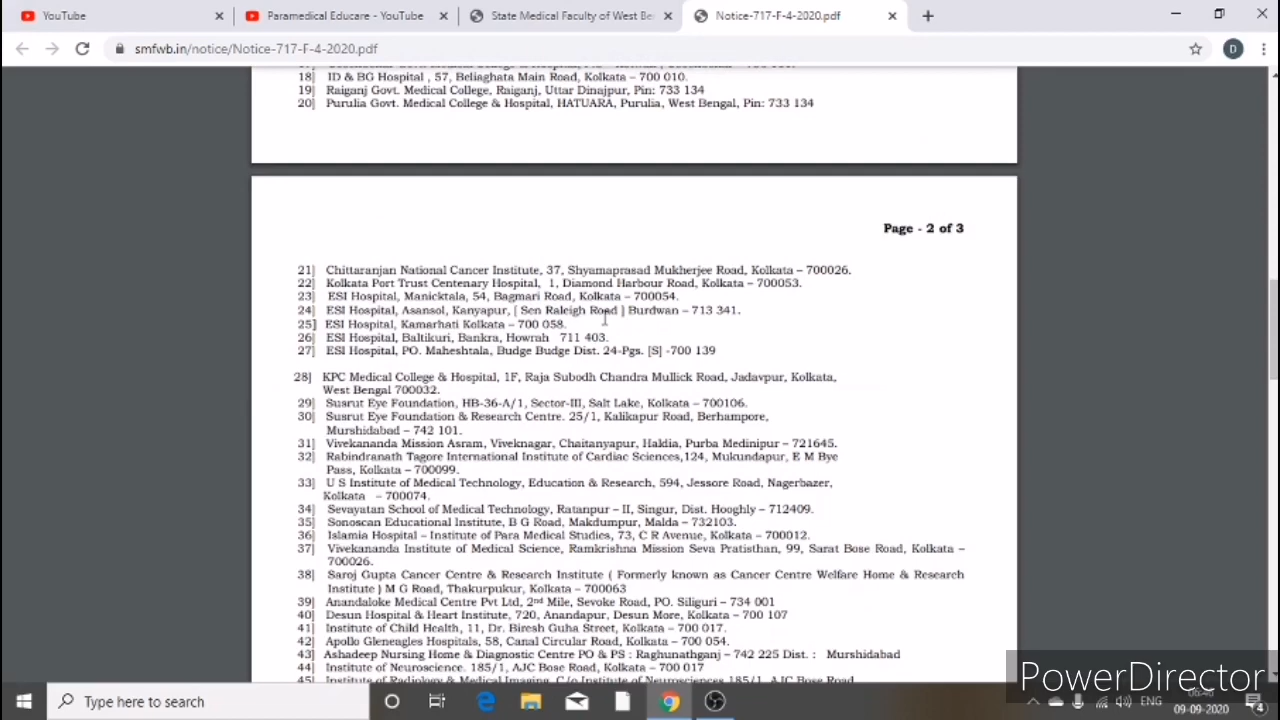 YouTube
Paramedical Educare - YouTube
State Medical Faculty of West Be
Notice-717-F-4-2020.pdf
smfwb.in/notice/Notice-717-F-4-2020.pdf
D
18] ID & BG Hospital , 57, Beliaghata Main Road, Kolkata – 700 010.
19] Raiganj Govt. Medical College, Raiganj, Uttar Dinajpur, Pin: 733 134
20] Purulia Govt. Medical College & Hospital, HATUARA, Purulia, West Bengal, Pin: 733 134
Page - 2 of 3
21] Chittaranjan National Cancer Institute, 37, Shyamaprasad Mukherjee Road, Kolkata – 700026.
22] Kolkata Port Trust Centenary Hospital, 1, Diamond Harbour Road, Kolkata – 700053.
23] ESI Hospital, Manicktala, 54, Bagmari Road, Kolkata – 700054.
24] ESI Hospital, Asansol, Kanyapur, [ Sen Raleigh Road ] Burdwan – 713 341.
25] ESI Hospital, Kamarhati Kolkata – 700 058.
26] ESI Hospital, Baltikuri, Bankra, Howrah 711 403.
27] ESI Hospital, PO. Maheshtala, Budge Budge Dist. 24-Pgs. [S] -700 139
28] KPC Medical College & Hospital, 1F, Raja Subodh Chandra Mullick Road, Jadavpur, Kolkata,
West Bengal 700032.
29] Susrut Eye Foundation, HB-36-A/1, Sector-III, Salt Lake, Kolkata – 700106.
30] Susrut Eye Foundation & Research Centre. 25/1, Kalikapur Road, Berhampore,
Murshidabad – 742 101.
31] Vivekananda Mission Asram, Viveknagar, Chaitanyapur, Haldia, Purba Medinipur – 721645.
32] Rabindranath Tagore International Institute of Cardiac Sciences,124, Mukundapur, E M Bye
Pass, Kolkata – 700099.
33] U S Institute of Medical Technology, Education & Research, 594, Jessore Road, Nagerbazer,
Kolkata – 700074.
34] Sevayatan School of Medical Technology, Ratanpur – II, Singur, Dist. Hooghly – 712409.
35] Sonoscan Educational Institute, B G Road, Makdumpur, Malda – 732103.
36] Islamia Hospital – Institute of Para Medical Studies, 73, C R Avenue, Kolkata – 700012.
37] Vivekananda Institute of Medical Science, Ramkrishna Mission Seva Pratisthan, 99, Sarat Bose Road, Kolkata –
700026.
38] Saroj Gupta Cancer Centre & Research Institute ( Formerly known as Cancer Centre Welfare Home & Research
Institute ) M G Road, Thakurpukur, Kolkata – 700063
39] Anandaloke Medical Centre Pvt Ltd, 2nd Mile, Sevoke Road, PO. Siliguri – 734 001
40] Desun Hospital & Heart Institute, 720, Anandapur, Desun More, Kolkata – 700 107
41] Institute of Child Health, 11, Dr. Biresh Guha Street, Kolkata – 700 017.
42] Apollo Gleneagles Hospitals, 58, Canal Circular Road, Kolkata – 700 054.
43] Ashadeep Nursing Home & Diagnostic Centre PO & PS : Raghunathganj – 742 225 Dist. : Murshidabad
44] Institute of Neuroscience. 185/1, AJC Bose Road, Kolkata – 700 017
45] Institute of Radiology & Medical Imaging, C/o Institute of Neurosciences 185/1, AJC Bose Road
PowerDirector
Type here to search
ENG
09-09-2020
4